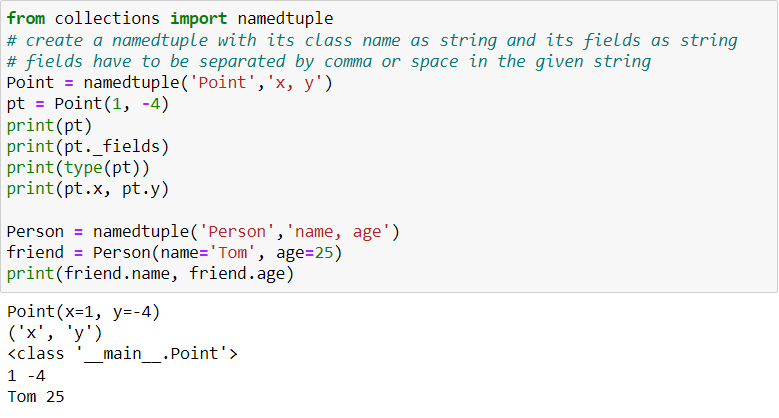 from collections import namedtuple
# create a namedtuple with its class name as string and its fields as string
# fields have to be separated by comma or space in the given string
Point = namedtuple('Point','x, y')
pt = Point(1, -4)
print(pt)
print(pt._fields)
print(type(pt))
print(pt.x, pt.y)
Person = namedtuple('Person','name, age')
friend = Person(name='Tom', age=25)
print(friend.name, friend.age)
Point(x=1, y=-4)
('x', 'y')
<class '__main__.Point'>
1 -4
Tom 25